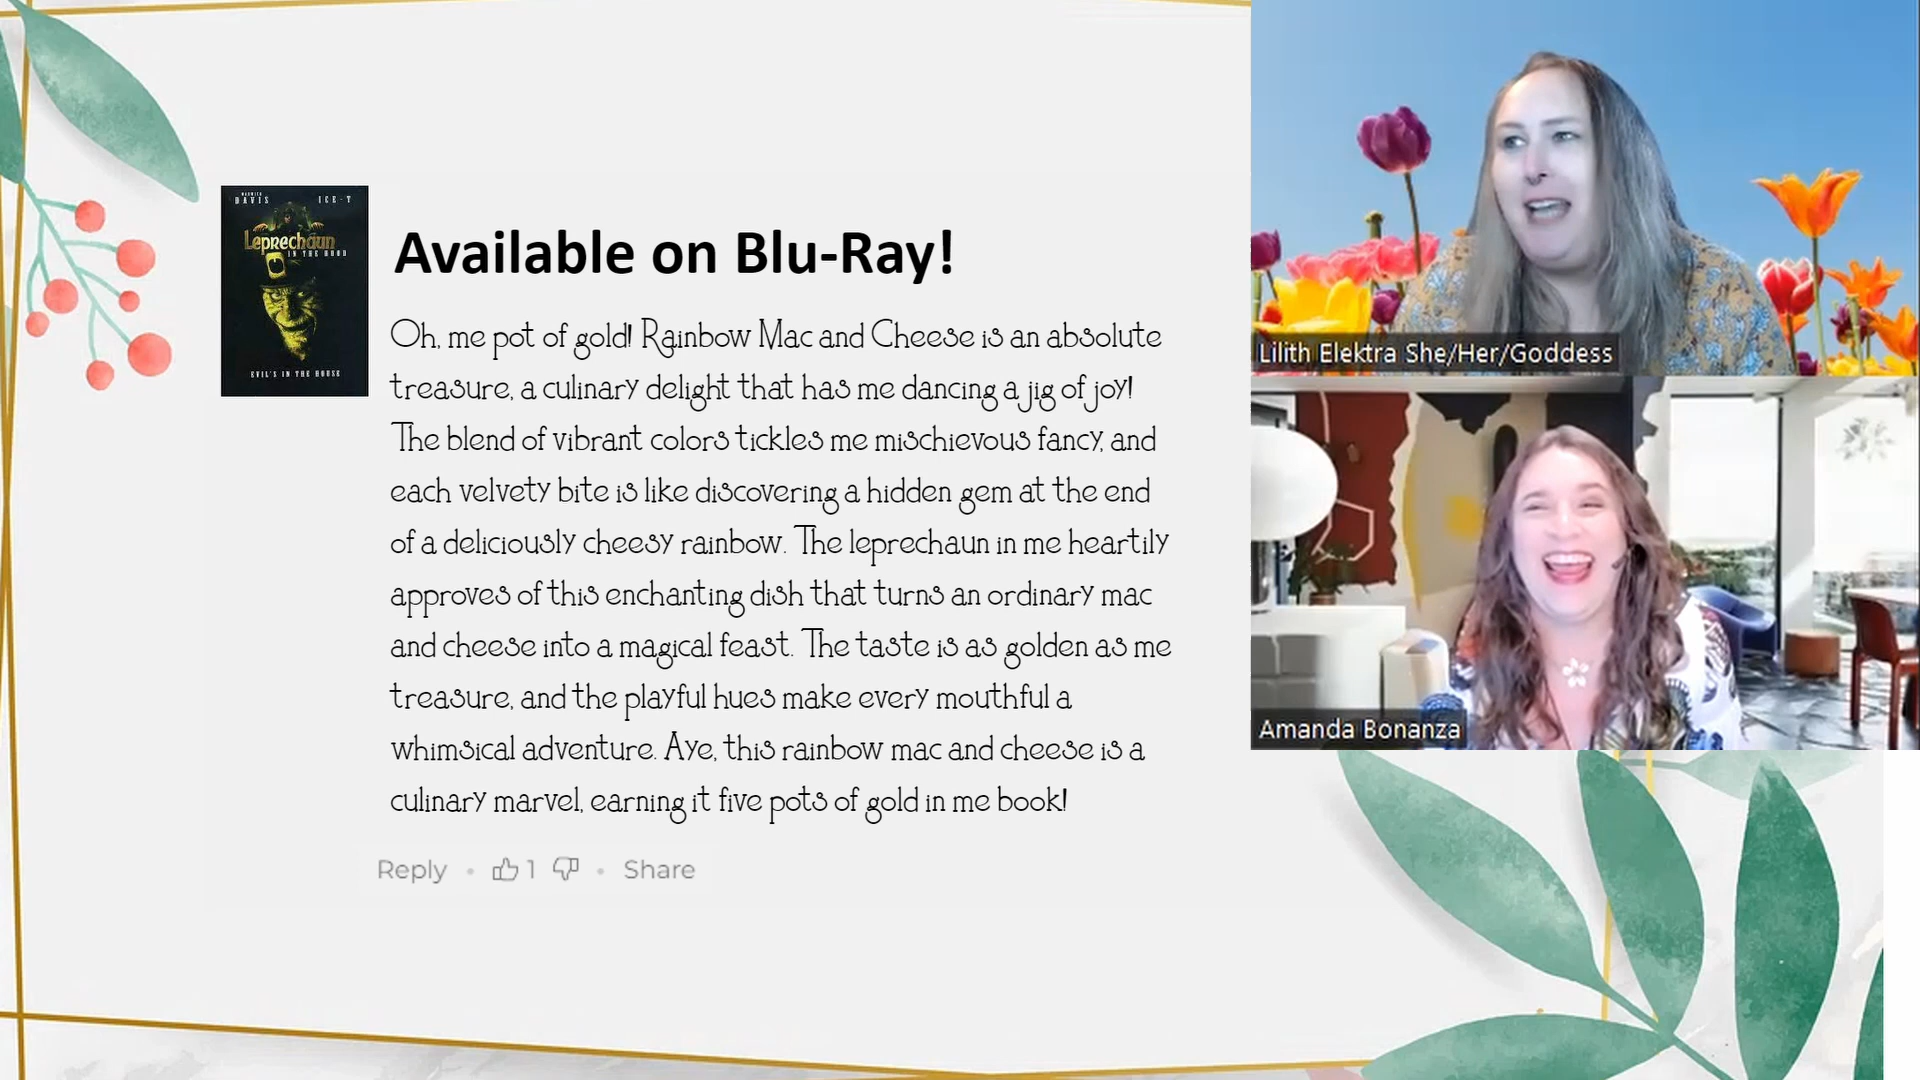 WARWICK
DAVIS
ICE-T
Leprechaun
IN THE HOOD
EVIL'S IN THE HOUSE
Available on Blu-Ray!
Oh, me pot of gold! Rainbow Mac and Cheese is an absolute
treasure, a culinary delight that has me dancing a jig of joy!
The blend of vibrant colors tickles me mischievous fancy, and
each velvety bite is like discovering a hidden gem at the end
of a deliciously cheesy rainbow. The leprechaun in me heartily
approves of this enchanting dish that turns an ordinary mac
and cheese into a magical feast. The taste is as golden as me
treasure, and the playful hues make every mouthful a
whimsical adventure. Aye, this rainbow mac and cheese is a
culinary marvel, earning it five pots of gold in me book!
Reply • 1 • Share
Lilith Elektra She/Her/Goddess
Amanda Bonanza